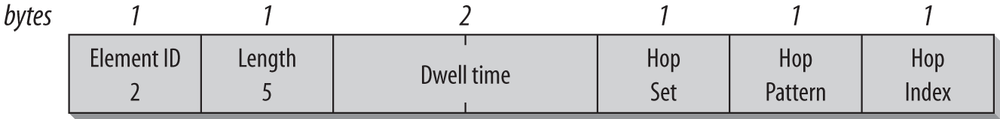 bytes 1 1 2 1 1 1
Element ID Length Dwell time Hop Hop Hop
2 5 Set Pattern Index